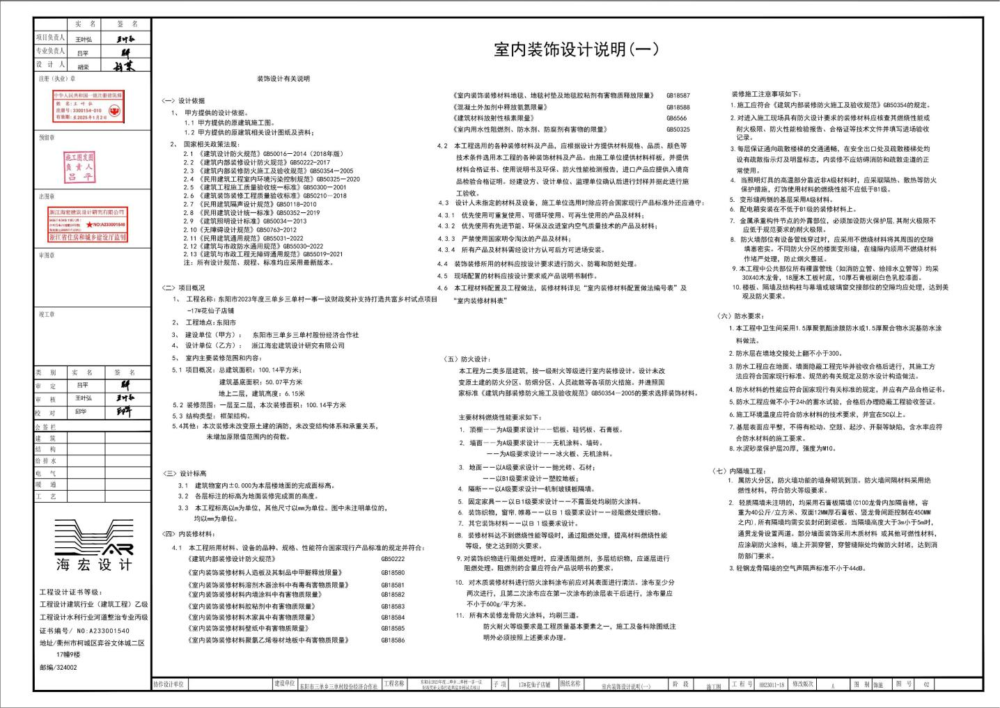 实 名 签 名
项目负责人 王叶弘
专业负责人 吕平
设 计 人 胡荣
注册(执业)章
中华人民共和国一级注册建筑师
姓 名:王 叶 弘
注册号:3300154-010
有效期:至2025年1月2日
预留章
施工图发图
负责人
吕平
出图章
浙江海宏建筑设计研究有限公司
★NO:A233001540
浙江省住房和城乡建设厅监制
审图章
竣工章
类 别 实 名 签 名
审 定 吕平
审 核 王叶弘
校 对 邱华
会签栏
建 筑
结 构
给排水
电 气
暖 通
工 艺
海宏设计
工程设计证书等级:
工程设计建筑行业(建筑工程)乙级
工程设计水利行业河道整治专业丙级
证书编号/ NO:A233001540
地址/衢州市柯城区弈谷文体城二区
17幢9楼
邮编/324002
室内装饰设计说明(一)
装饰设计有关说明
<一> 设计依据
1、 甲方提供的设计依据。
1.1 甲方提供的建筑施工图。
1.2 甲方提供的原建筑相关设计图纸及资料;
2、 国家相关政策法规:
2.1 《建筑设计防火规范》GB50016-2014 (2018年版)
2.2 《建筑内部装修设计防火规范》GB50222-2017
2.3 《建筑内部装修防火施工及验收规范》GB50354-2005
2.4 《民用建筑工程室内环境污染控制规范》GB50325-2020
2.5 《建筑工程施工质量验收统一标准》GB50300-2001
2.6 《建筑装饰装修工程质量验收标准》GB50210-2018
2.7 《民用建筑隔声设计规范》GB50118-2010
2.8 《民用建筑设计统一标准》GB50352-2019
2.9 《建筑照明设计标准》GB50034-2013
2.10《无障碍设计规范》GB50763-2012
2.11《民用建筑通用规范》GB55031-2022
2.12《建筑与市政防水通用规范》GB55030-2022
2.13《建筑与市政工程无障碍通用规范》GB55019-2021
注: 所有设计规范、规程、标准均应采用最新版本。
<二> 项目概况
1、 工程名称:东阳市2023年度三单乡三单村一事一议财政奖补支持打造共富乡村试点项目
-17#花仙子店铺
2、 工程地点:东阳市
3、 建设单位(甲方): 东阳市三单乡三单村股份经济合作社
4、 设计单位(乙方): 浙江海宏建筑设计研究有限公司
5、 室内主要装修范围和内容:
5.1 项目概况: 总建筑面积: 100.14平方米;
建筑基底面积: 50.07平方米
地上二层, 建筑高度: 6.15米
5.2 装修范围: 一层至二层, 本次装修面积: 100.14平方米
5.3 结构类型: 框架结构。
5.4其他: 本次装修未改变原土建的消防, 未改变结构体系和承重关系,
未增加原限值范围内的荷载。
<三> 设计标高
3.1 建筑物室内±0.000为本层楼地面的完成面标高。
3.2 各层标注的标高为地面装修完成面的高度。
3.3 本工程标高以m为单位, 其他尺寸以mm为单位。图中未注明单位的,
均以mm为单位。
<四> 内装修材料:
4.1 本工程所用材料、设备的品种、规格、性能符合国家现行产品标准的规定并符合:
《建筑内部装修设计防火规范》 GB50222
《室内装饰装修材料人造板及其制品中甲醛释放限量》 GB18580
《室内装饰装修材料溶剂木器涂料中有毒有害物质限量》 GB18581
《室内装饰装修材料内墙涂料中有害物质限量》 GB18582
《室内装饰装修材料胶粘剂中有害物质限量》 GB18583
《室内装饰装修材料木家具中有害物质限量》 GB18584
《室内装饰装修材料壁纸中有害物质限量》 GB18585
《室内装饰装修材料聚氯乙烯卷材地板中有害物质限量》 GB18586
《室内装饰装修材料地毯、地毯衬垫及地毯胶粘剂有害物质释放限量》 GB18587
《混凝土外加剂中释放氨氮限量》 GB18588
《建筑材料放射性核素限量》 GB6566
《室内用水性阻燃剂、防水剂、防腐剂有害物的限量》 GB50325
4.2 本工程选用的各种装修材料及产品, 应根据设计方提供材料规格、品质、颜色等
技术条件选用本工程的各种装饰材料及产品。由施工单位提供材料样板, 并提供
材料合格证书、使用说明书及环保、防火性能检测报告, 进口产品应提供入境商
品检验合格证明。经建设方、设计单位、监理单位确认后进行封样并据此进行施
工验收。
4.3 设计人未指定的材料及设备, 施工单位选用时除应符合国家现行产品标准外还应遵守:
4.3.1 优先使用可重复使用、可循环使用、可再生使用的产品及材料;
4.3.2 优先使用有先进节能、环保及改进室内空气质量技术的产品及材料;
4.3.3 严禁使用国家明令淘汰的产品及材料;
4.3.4 所有产品及材料需经设计方认可后方可进场安装。
4.4 装饰装修所用的材料应按设计要求进行防火、防霉和防蛀处理。
4.5 现场配置的材料应按设计要求或产品说明书制作。
4.6 本工程材料配置及工程做法, 装修材料详见“室内装修材料配置做法编号表”及
“室内装修材料表”
(五) 防火设计:
本工程为二类多层建筑, 按一级耐火等级进行室内装修设计。设计未改
变原土建的防火分区、防烟分区、人员疏散等各项防火措施。并遵照国
家标准《建筑内部装修防火施工及验收规范》GB50354-2005的要求选择装饰材料。
主要材料燃烧性能要求如下:
1. 顶棚——为A级要求设计——铝板、硅钙板、石膏板。
2. 墙面——为A级要求设计——无机涂料、墙砖。
——为A级要求设计——冰火板、无机涂料。
3. 地面——以A级要求设计——抛光砖、石材;
——以B1级要求设计—塑胶地板;
4. 隔断——以A级要求设计—机制玻镁板隔墙。
5. 固定家具——以B1级要求设计——不露面处均刷防火涂料。
6. 装饰织物, 窗帘, 帷幕——以B1级要求设计——经阻燃处理织物。
7. 其它装饰材料——以B1级要求设计。
8. 装修材料达不到燃烧性能等级时, 通过阻燃处理, 提高材料燃烧性能
等级, 使之达到防火要求。
9. 对装饰织物进行阻燃处理时, 应浸透阻燃剂, 多层纺织物, 应逐层进行
阻燃处理。阻燃剂的含量应符合产品说明书的要求。
10. 对木质装修材料进行防火涂料涂布前应对其表面进行清洁。涂布至少分
两次进行, 且第二次涂布应在第一次涂布的涂层表干后进行, 涂布量应
不小于600g/平方米。
11. 所有木装修龙骨防火涂料, 均刷三道。
防火耐火等级要求是工程质量基本要素之一, 施工及备料除图纸注
明外必须按照上述要求办理。
装修施工注意事项如下:
1. 施工应符合《建筑内部装修防火施工及验收规范》GB50354的规定。
2. 对进入施工现场具有防火设计要求的装修材料应核查其燃烧性能或
耐火极限、防火性能检验报告、合格证等技术文件并填写进场验收
记录。
3. 每层保证通向疏散楼梯的交通通畅, 在安全出口处及疏散楼梯处均
设有疏散指示灯及明显标志, 内装修不应妨碍消防和疏散走道的正
常使用。
4. 当照明灯具的高温部分靠近非A级材料时, 应采取隔热、散热等防火
保护措施, 灯饰使用材料的燃烧性能不应低于B1级。
5. 变形缝两侧的基层采用A级材料。
6. 配电箱安装在不低于B1级的装修材料上。
7. 金属承重构件节点的外露部位, 必须加设防火保护层, 其耐火极限不
应低于规范要求的耐火极限。
8. 防火墙部位有设备管线穿过时, 应采用不燃烧材料将其周围的空隙
填塞密实。不同防火分区的楼面变形缝, 在缝隙内须用不燃烧材料
作堵严处理, 防止烟火蔓延。
9. 本工程中公共部位所有裸露管线(如消防立管、给排水立管等) 均采
30X40木龙骨, 18厘木工板衬底, 10厚石膏板刷白色乳胶漆面。
10. 楼板、隔墙及结构柱与幕墙或玻璃窗交接部位的空隙均应处理, 达到美
观及防火要求。
(六) 防水要求:
1. 本工程中卫生间采用1.5厚聚氨酯涂膜防水或1.5厚聚合物水泥基防水涂
料做法。
2. 防水层在墙地交接处上翻不小于300。
3. 防水工程应在地面、墙面隐蔽工程完毕并验收合格后进行, 其施工方
法应符合国家现行标准、规范的有关规定及防水设计构造做法。
4. 防水材料的性能应符合国家现行有关标准的规定, 并应有产品合格证书。
5. 防水工程应做不小于24h的蓄水试验, 合格后办理隐蔽工程验收签证。
6. 施工环境温度应符合防水材料的技术要求, 并宜在5C以上。
7. 基层表面应平整, 不得有松动、空鼓、起沙、开裂等缺陷, 含水率应符
合防水材料的施工要求。
8. 水泥砂浆保护层20厚, 强度为M10。
(七) 内隔墙工程:
1. 属防火分区, 防火墙功能的墙身砌筑到顶。防火墙间隔材料采用绝
燃性材料, 符合防火等级要求。
2. 轻质隔墙未注明的, 均采用石膏板隔墙(C100龙骨内加隔音棉, 容
重为40公斤/立方米、双面12MM厚石膏板、竖龙骨间距控制在450MM
之内), 所有隔墙均需安装封闭到梁板。当隔墙高度大于3m小于5m时,
通贯龙骨设置两道。部分墙面装饰采用木质材料 或其他可燃性材料,
应涂刷防火涂料, 墙上开洞穿管, 穿管缝隙处均做防火封堵, 达到消
防部门要求。
3. 轻钢龙骨隔墙的空气声隔声标准不小于44dB。
协作设计单位 建设单位 东阳市三单乡三单村股份经济合作社 工程名称 东阳市2023年度三单乡三单村一事一议
财政奖补支持打造共富乡村试点项目 子 项 17#花仙子店铺 图纸名称 室内装饰设计说明(一) 阶 段 施工图 工 程 号 HH23011-18 修改版次 A 图 别 饰施 图 号 02